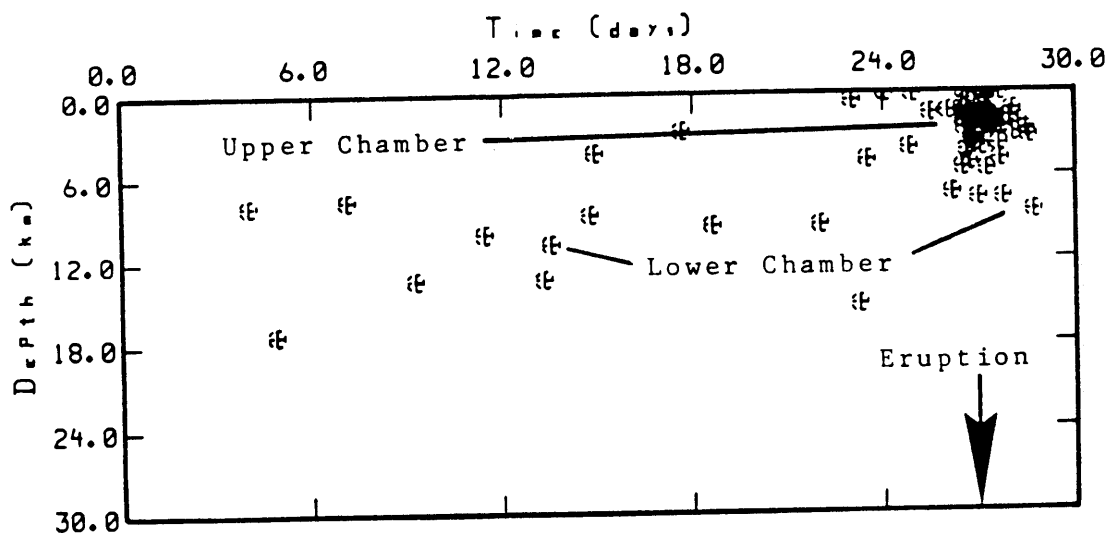 Time (days)
0.0 6.0 12.0 18.0 24.0 30.0
0.0
Upper Chamber
6.0
Depth (km)
Lower Chamber
12.0
18.0
Eruption
24.0
30.0